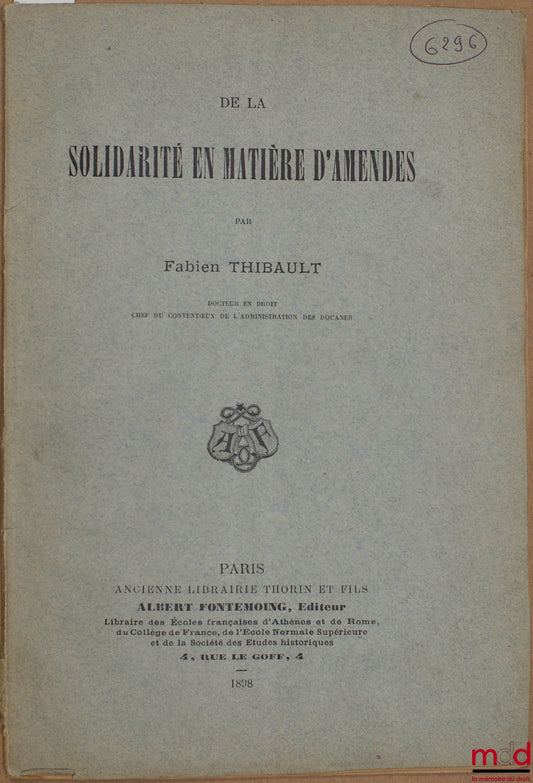 6296
DE LA
SOLIDARITÉ EN MATIÈRE D'AMENDES
PAR
Fabien THIBAULT
DOCTEUR EN DROIT
CHEF DU CONTENTIEUX DE L'ADMINISTRATION DES DOUANES
A F
PARIS
ANCIENNE LIBRAIRIE THORIN ET FILS
ALBERT FONTEMOING, Editeur
Libraire des Écoles françaises d'Athènes et de Rome,
du Collège de France, de l'Ecole Normale Supérieure
et de la Société des Etudes historiques
4, RUE LE GOFF, 4
1898
mdd
la mémoire du droit